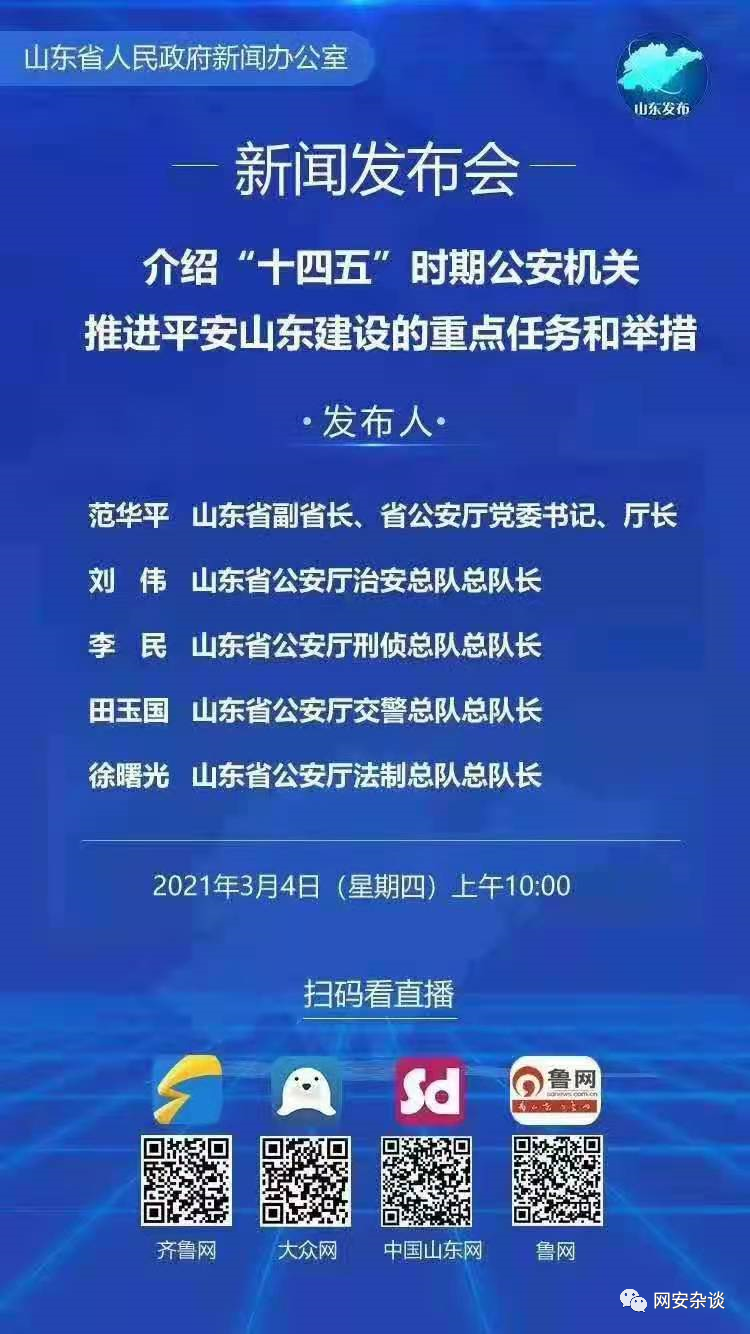 山东省人民政府新闻办公室
山东发布
新闻发布会
介绍“十四五”时期公安机关
推进平安山东建设的重点任务和举措
·发布人·
范华平 山东省副省长、省公安厅党委书记、厅长
刘 伟 山东省公安厅治安总队总队长
李 民 山东省公安厅刑侦总队总队长
田玉国 山东省公安厅交警总队总队长
徐曙光 山东省公安厅法制总队总队长
2021年3月4日（星期四）上午10:00
扫码看直播
Sd
鲁网
sdnews.com.cn
齐鲁网 大众网 中国山东网 鲁网
网安杂谈